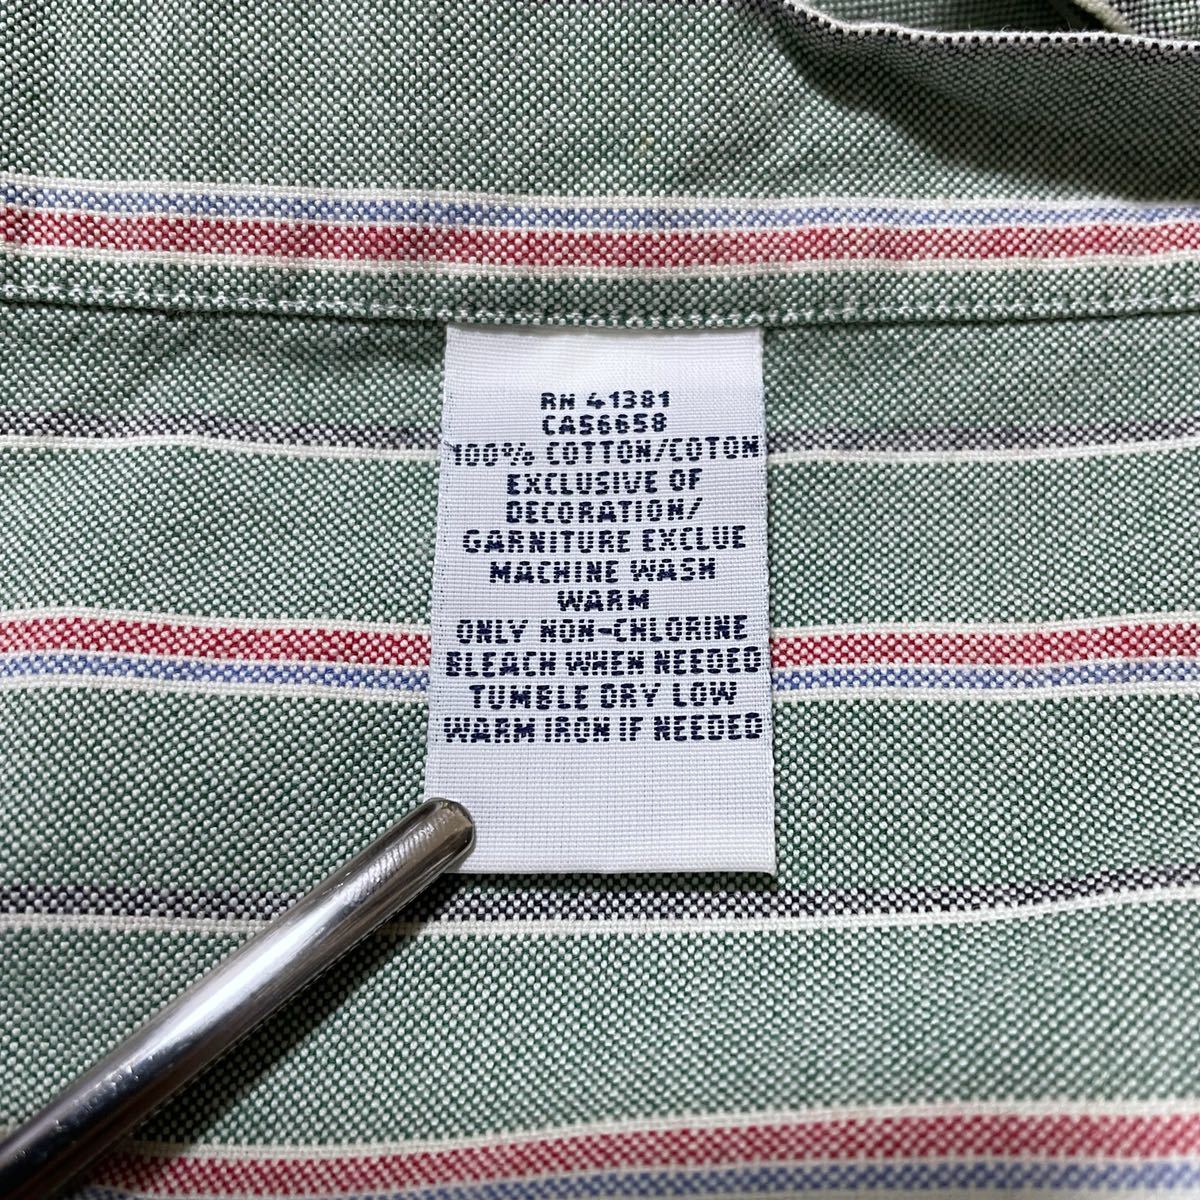 RN 41381
CA56658
100% COTTON/COTON
EXCLUSIVE OF
DECORATION/
GARNITURE EXCLUE
MACHINE WASH
WARM
ONLY NON-CHLORINE
BLEACH WHEN NEEDED
TUMBLE DRY LOW
WARM IRON IF NEEDED